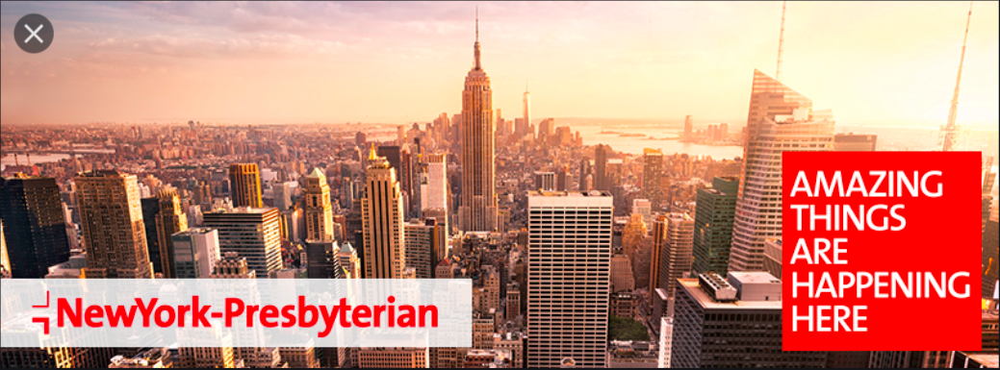 NewYork-Presbyterian
AMAZING
THINGS
ARE
HAPPENING
HERE